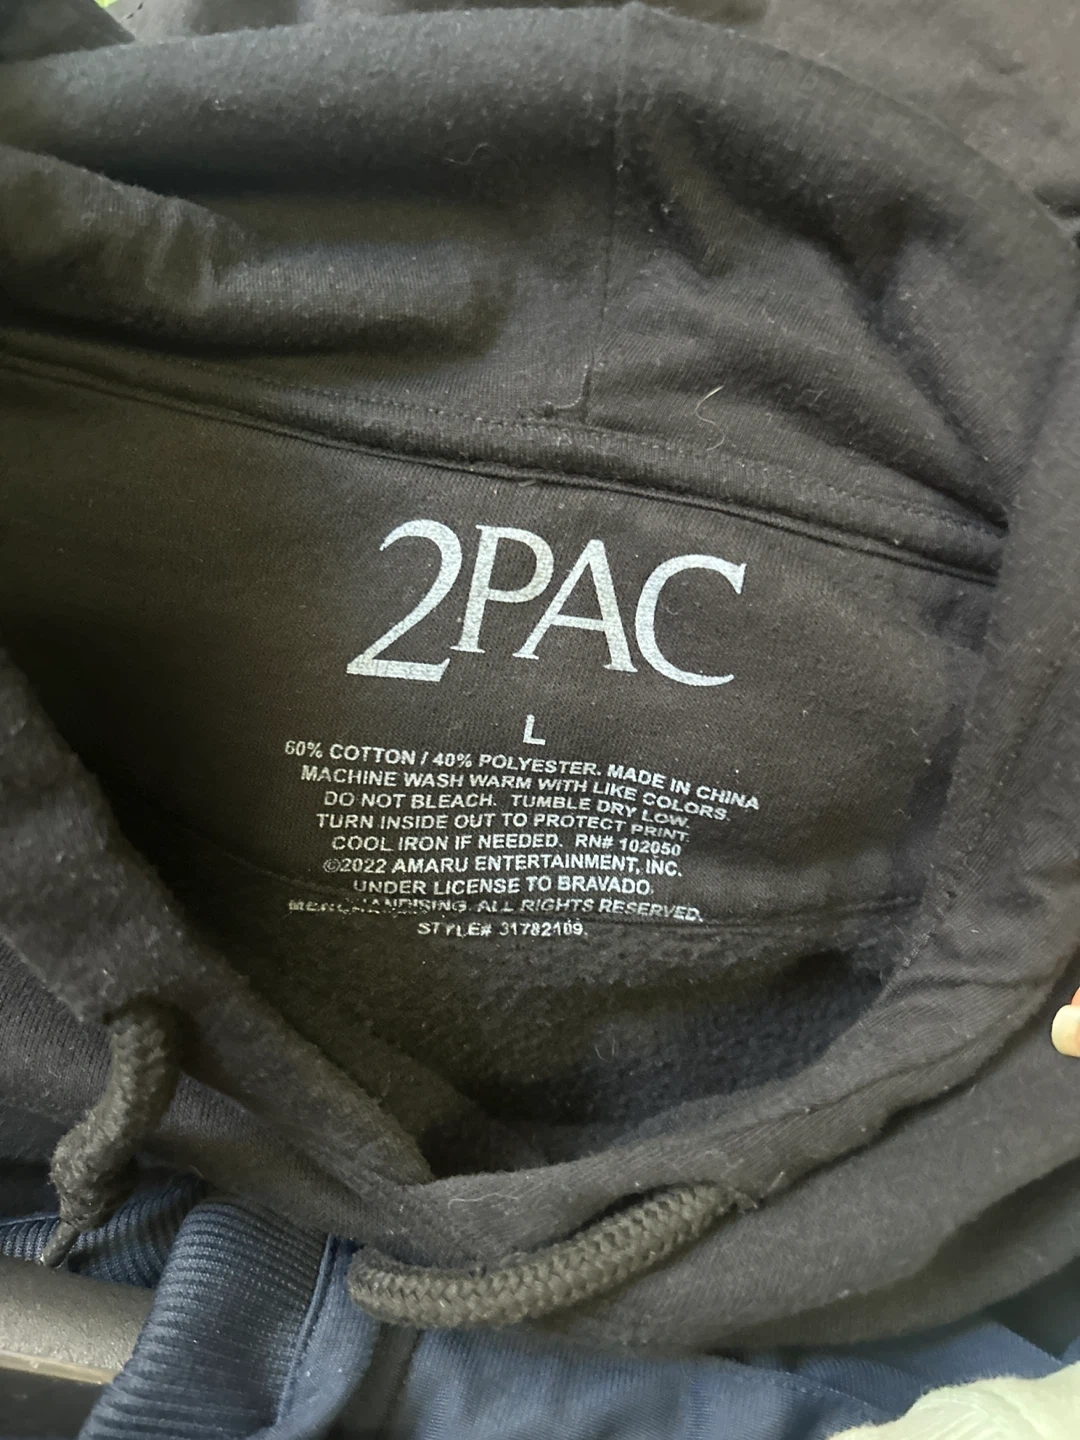 2PAC
L
60% COTTON / 40% POLYESTER. MADE IN CHINA
MACHINE WASH WARM WITH LIKE COLORS.
DO NOT BLEACH. TUMBLE DRY LOW.
TURN INSIDE OUT TO PROTECT PRINT.
COOL IRON IF NEEDED. RN# 102050
©2022 AMARU ENTERTAINMENT, INC.
UNDER LICENSE TO BRAVADO.
MERCHANDISING. ALL RIGHTS RESERVED.
STYLE# 31782109.